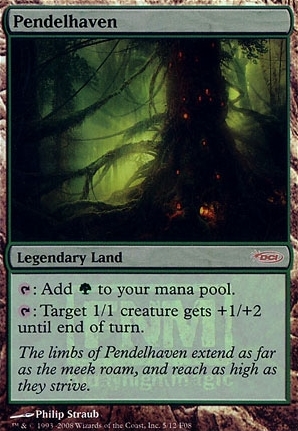 Pendelhaven
DCI
Legendary Land
: Add to your mana pool.
: Target 1/1 creature gets +1/+2
until end of turn.
The limbs of Pendelhaven extend as far
as the meek roam, and reach as high as
they strive.
Philip Straub
™ & © 1993-2008 Wizards of the Coast, Inc. 5/12 F08